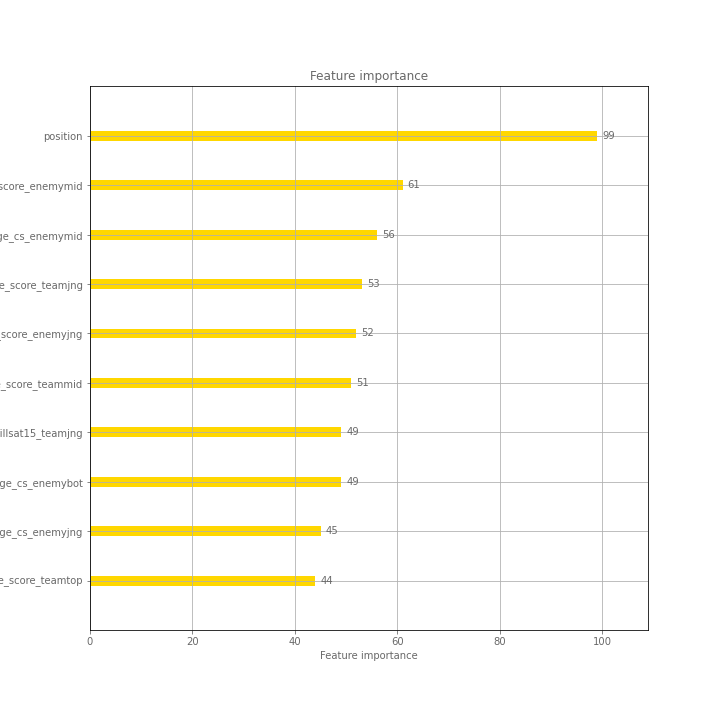 Feature importance
position 99
score_enemymid 61
ge_cs_enemymid 56
e_score_teamjng 53
_score_enemyjng 52
_score_teammid 51
illsat15_teamjng 49
ge_cs_enemybot 49
ge_cs_enemyjng 45
e_score_teamtop 44
0 20 40 60 80 100
Feature importance